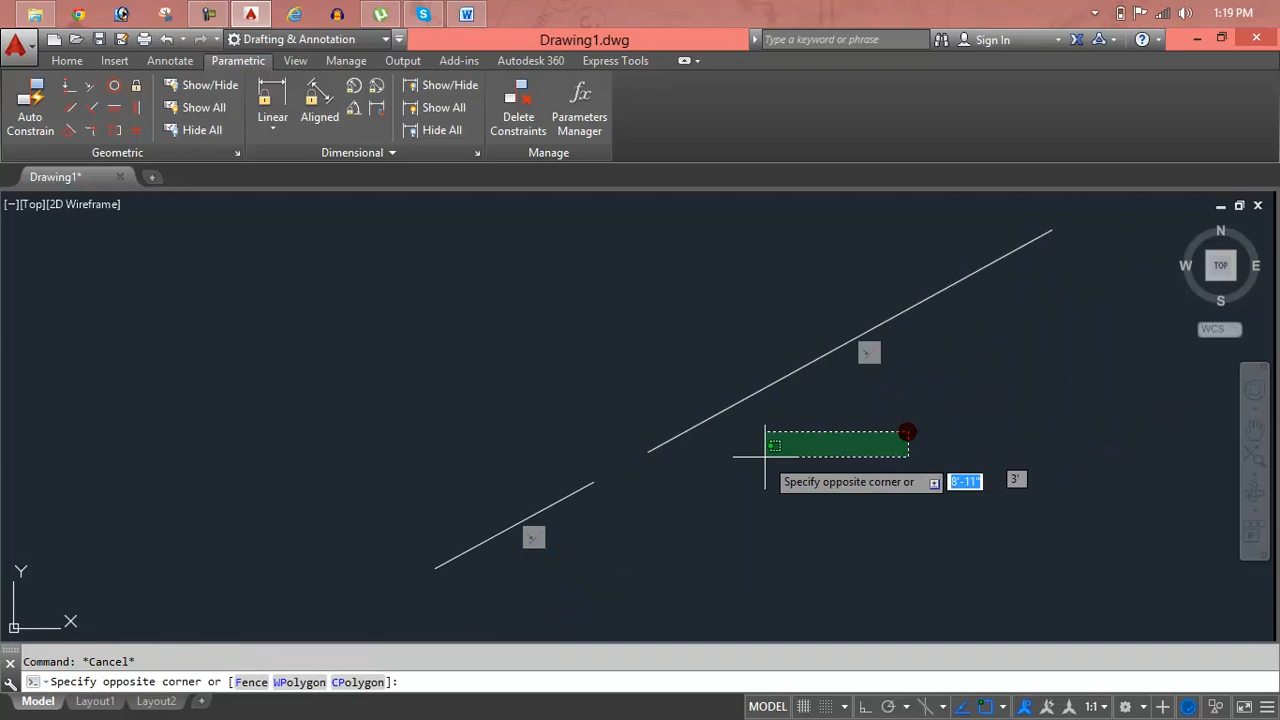 1:19 PM
Drafting & Annotation
Drawing1.dwg
Type a keyword or phrase
Sign In
Home Insert Annotate Parametric View Manage Output Add-ins Autodesk 360 Express Tools
Auto
Constrain
Show/Hide
Show All
Hide All
Geometric
Linear
Aligned
Show/Hide
Show All
Hide All
Dimensional
Delete
Constraints
fx
Parameters
Manager
Manage
Drawing1*
[−][Top][2D Wireframe]
N
W TOP E
S
WCS
Specify opposite corner or 8'-11" 3'
Y
X
Command: *Cancel*
Specify opposite corner or [Fence WPolygon CPolygon]:
Model Layout1 Layout2 +
MODEL 1:1